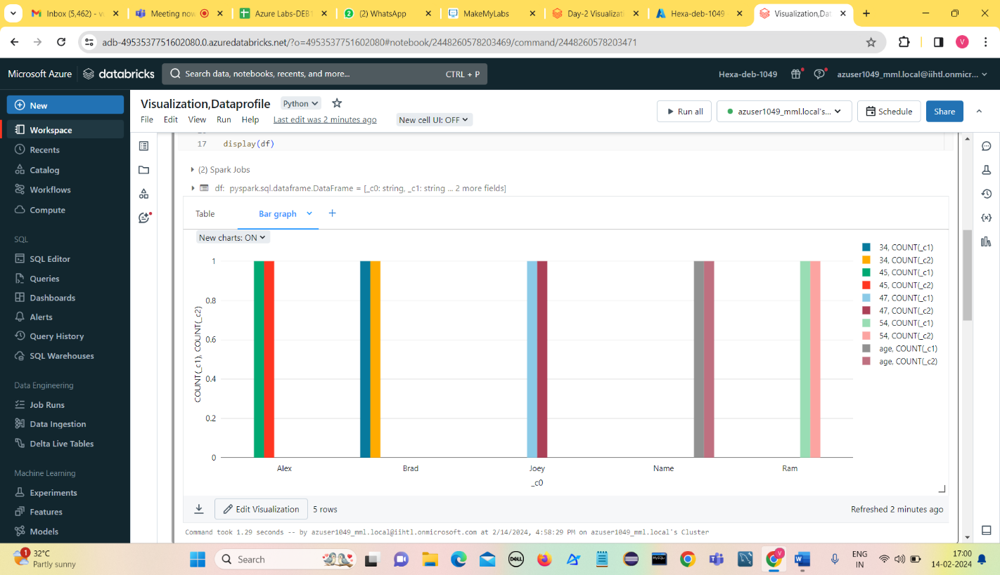 Inbox (5,462) - v
Meeting now
Azure Labs-DEB1
2
(2) WhatsApp
MakeMyLabs
Day-2 Visualizati
Hexa-deb-1049
Visualization,Dat
adb-4953537751602080.0.azuredatabricks.net/?o=4953537751602080#notebook/2448260578203469/command/2448260578203471
V
Microsoft Azure
databricks
Search data, notebooks, recents, and more...
CTRL + P
Hexa-deb-1049
azuser1049_mml.local@iihtl.onmicr...
New
Workspace
Recents
Catalog
Workflows
Compute
SQL
SQL Editor
Queries
Dashboards
Alerts
Query History
SQL Warehouses
Data Engineering
Job Runs
Data Ingestion
Delta Live Tables
Machine Learning
Experiments
Features
Models
Visualization,Dataprofile
Python
File Edit View Run Help Last edit was 2 minutes ago New cell UI: OFF
Run all
azuser1049_mml.local's...
Schedule
Share
17 display(df)
(2) Spark Jobs
df: pyspark.sql.dataframe.DataFrame = [_c0: string, _c1: string ... 2 more fields]
Table Bar graph +
New charts: ON
COUNT(_c1), COUNT(_c2)
1
0.8
0.6
0.4
0.2
0
Alex Brad Joey Name Ram
_c0
34, COUNT(_c1)
34, COUNT(_c2)
45, COUNT(_c1)
45, COUNT(_c2)
47, COUNT(_c1)
47, COUNT(_c2)
54, COUNT(_c1)
54, COUNT(_c2)
age, COUNT(_c1)
age, COUNT(_c2)
Edit Visualization
5 rows
Refreshed 2 minutes ago
Command took 1.29 seconds -- by azuser1049_mml.local@iihtl.onmicrosoft.com at 2/14/2024, 4:58:29 PM on azuser1049_mml.local's Cluster
1
32°C
Partly sunny
Search
DELL
MySQL
V
ENG
IN
17:00
14-02-2024